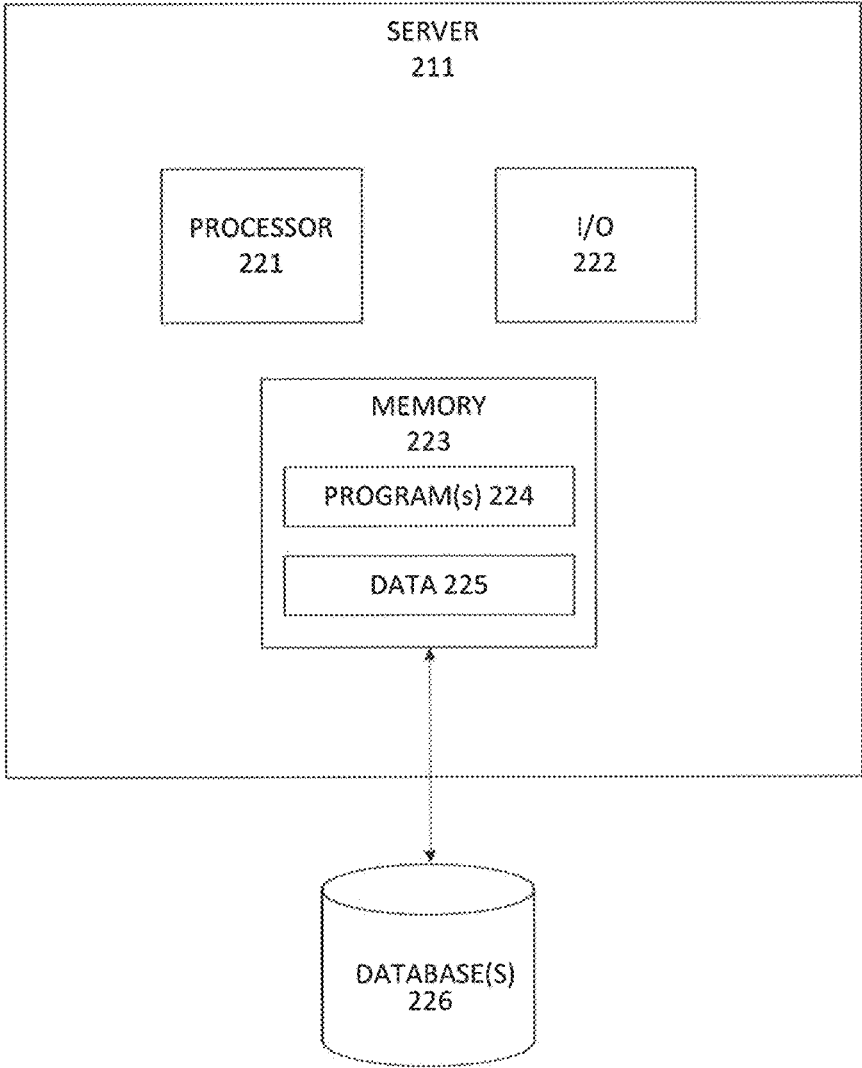 SERVER
211
PROCESSOR
221
I/O
222
MEMORY
223
PROGRAM(s) 224
DATA 225
DATABASE(S)
226